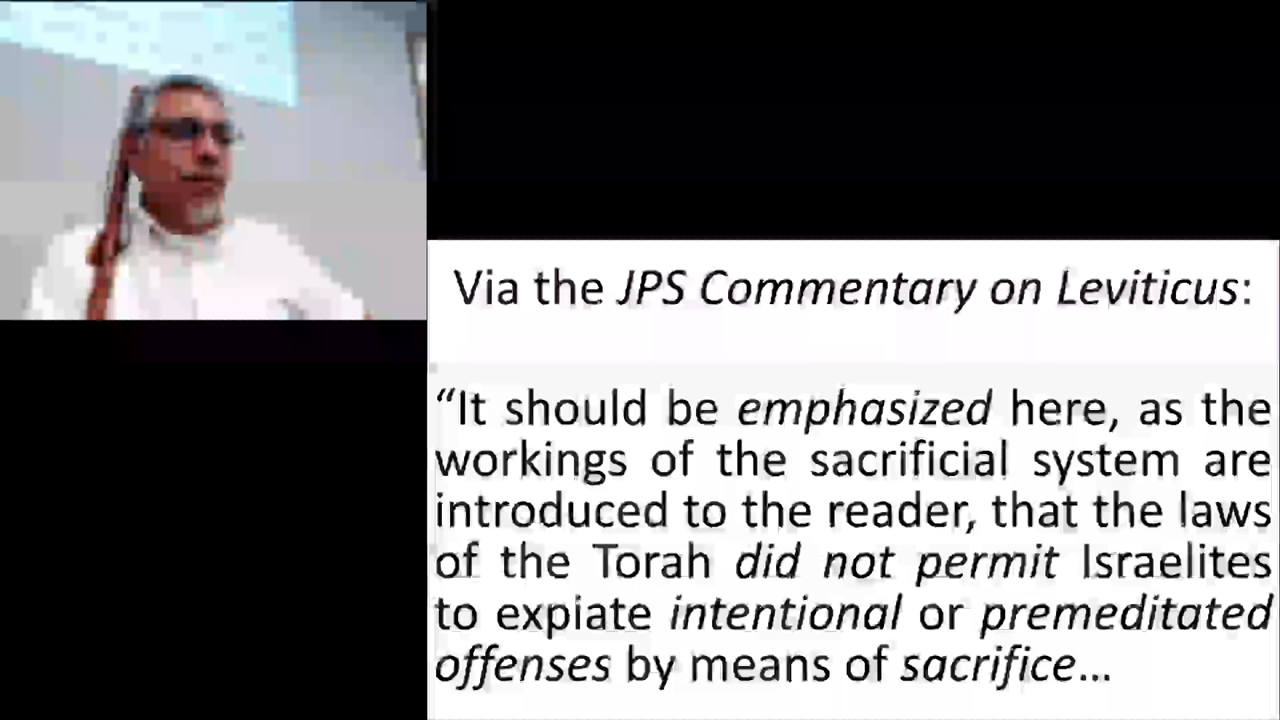 Via the JPS Commentary on Leviticus:
“It should be emphasized here, as the
workings of the sacrificial system are
introduced to the reader, that the laws
of the Torah did not permit Israelites
to expiate intentional or premeditated
offenses by means of sacrifice…